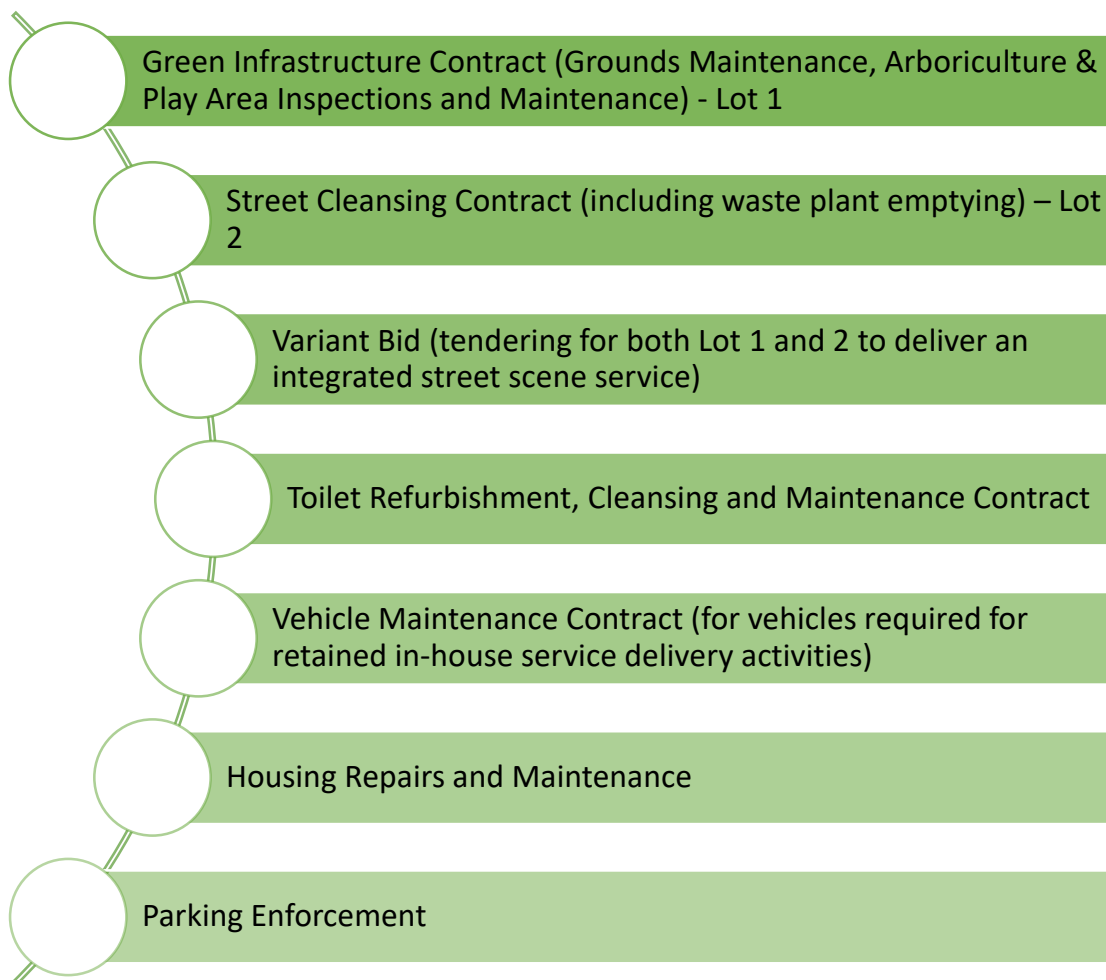 Green Infrastructure Contract (Grounds Maintenance, Arboriculture &
Play Area Inspections and Maintenance) - Lot 1
Street Cleansing Contract (including waste plant emptying) – Lot
2
Variant Bid (tendering for both Lot 1 and 2 to deliver an
integrated street scene service)
Toilet Refurbishment, Cleansing and Maintenance Contract
Vehicle Maintenance Contract (for vehicles required for
retained in-house service delivery activities)
Housing Repairs and Maintenance
Parking Enforcement